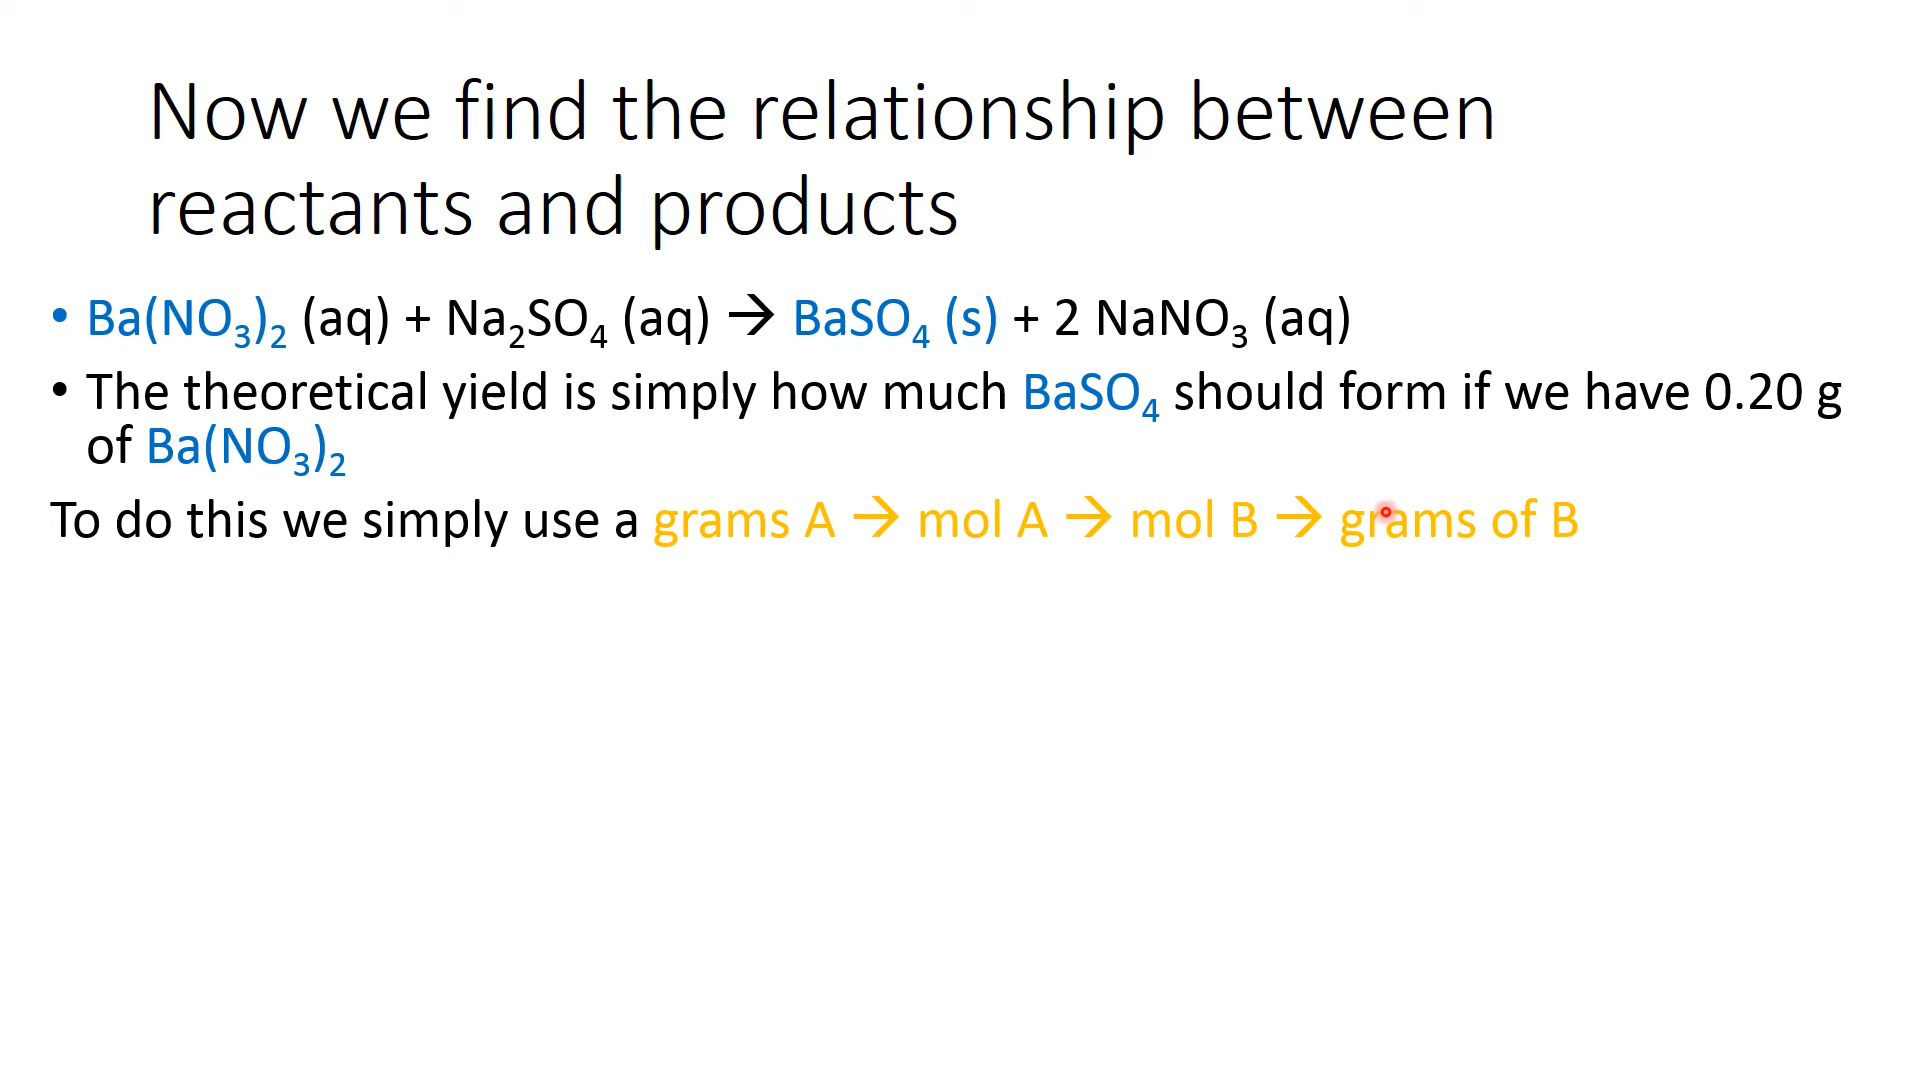 Now we find the relationship between
reactants and products
• Ba(NO₃)₂ (aq) + Na₂SO₄ (aq) → BaSO₄ (s) + 2 NaNO₃ (aq)
• The theoretical yield is simply how much BaSO₄ should form if we have 0.20 g
of Ba(NO₃)₂
To do this we simply use a grams A → mol A → mol B → grams of B